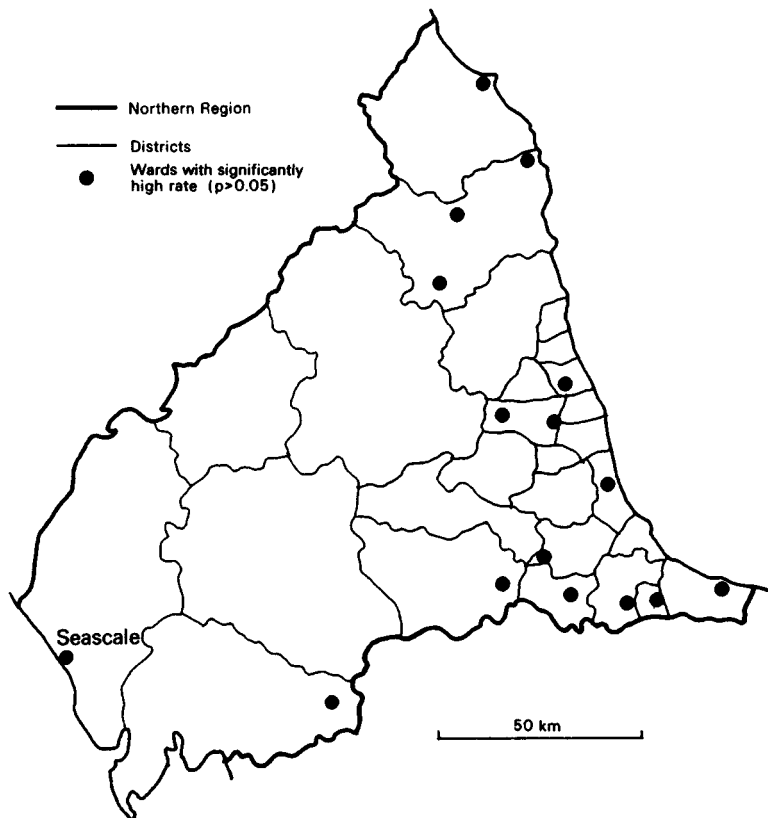 Northern Region
Districts
Wards with significantly
high rate (p>0.05)
Seascale
50 km